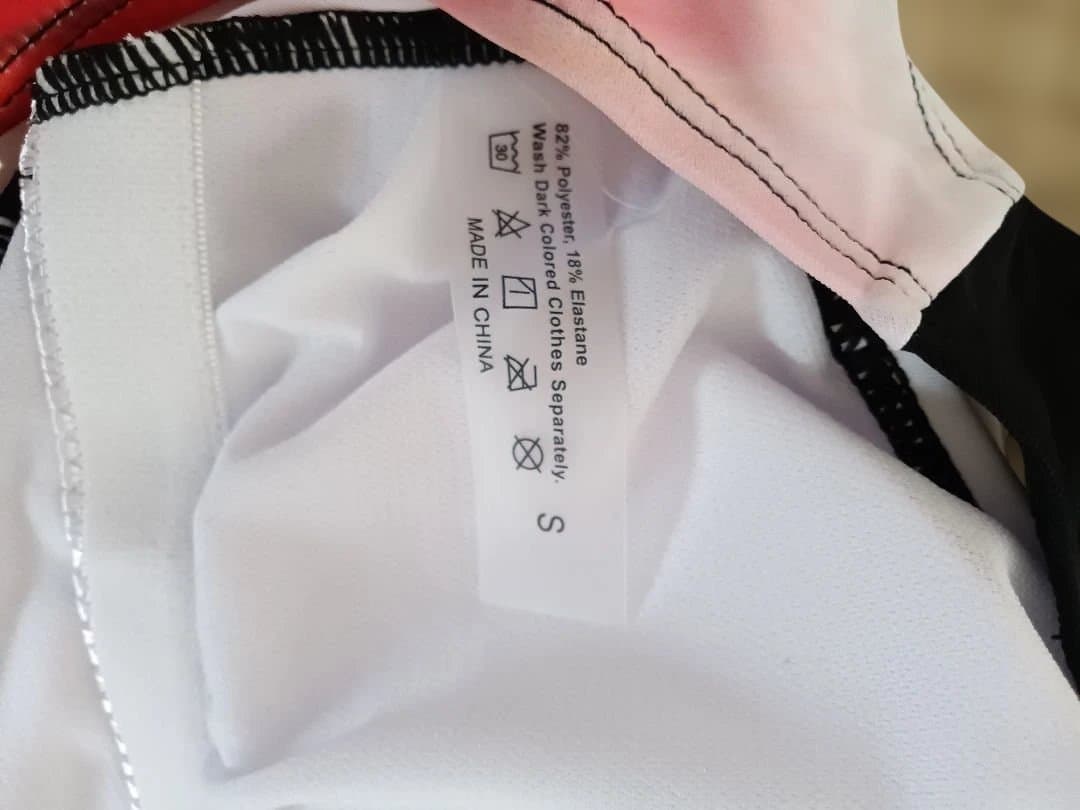 82% Polyester, 18% Elastane
Wash Dark Colored Clothes Separately.
S
30
MADE IN CHINA